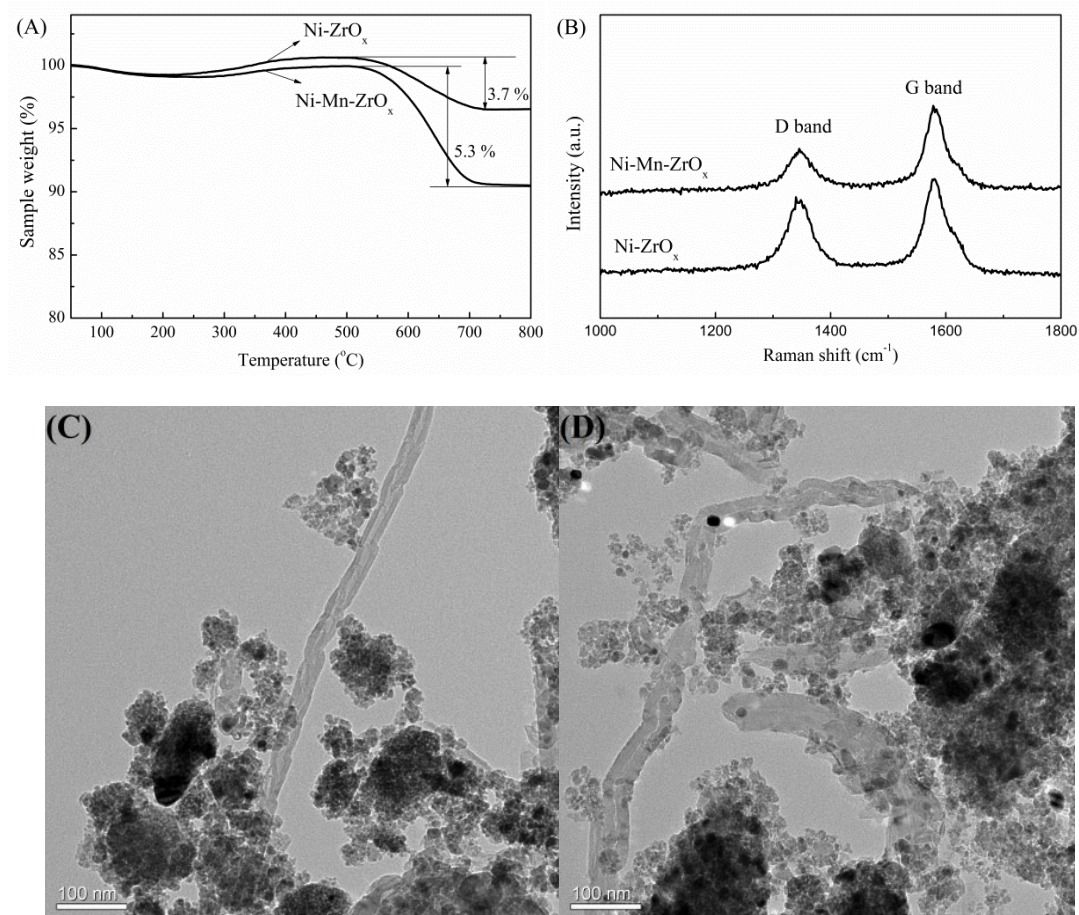 (A)
Ni-ZrOx
Ni-Mn-ZrOx
3.7 %
5.3 %
100
95
90
85
80
100 200 300 400 500 600 700 800
Sample weight (%)
Temperature (°C)
(B)
D band
G band
Ni-Mn-ZrOx
Ni-ZrOx
Intensity (a.u.)
1000 1200 1400 1600 1800
Raman shift (cm-1)
(C)
100 nm
(D)
100 nm